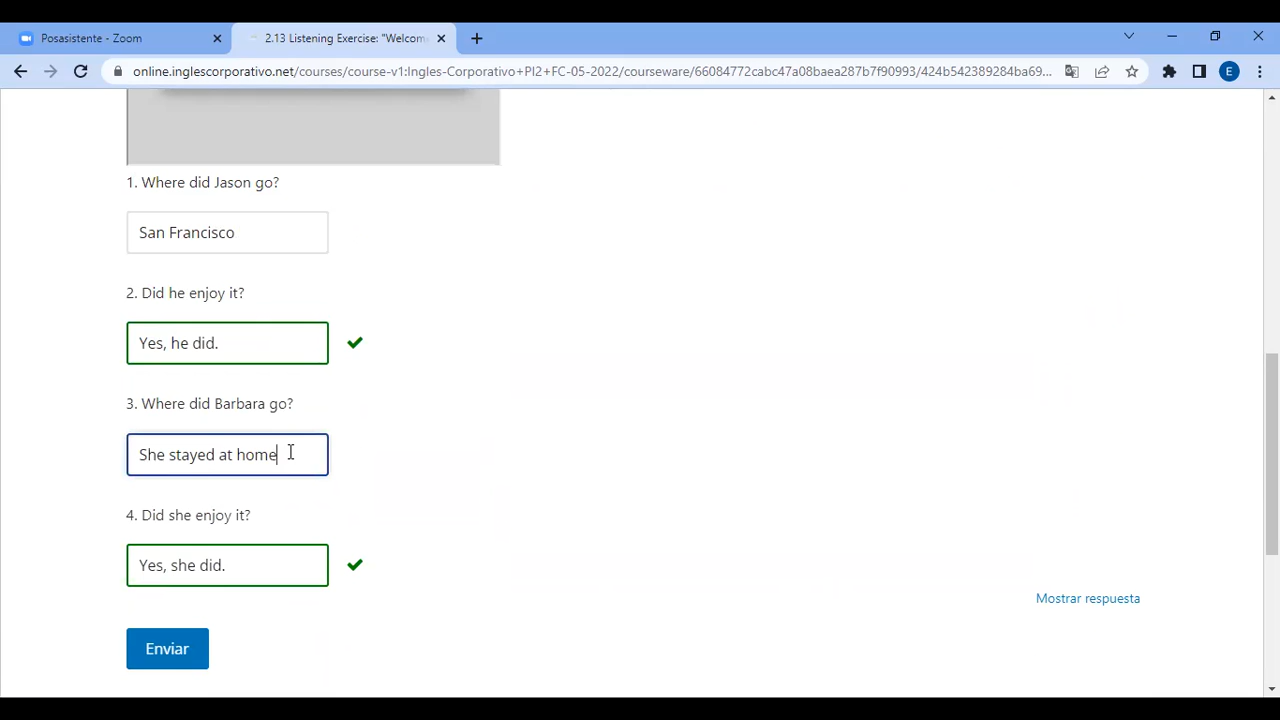 Posasistente - Zoom
2.13 Listening Exercise: "Welcom
online.inglescorporativo.net/courses/course-v1:Ingles-Corporativo+PI2+FC-05-2022/courseware/66084772cabc47a08baea287b7f90993/424b542389284ba69...
E
1. Where did Jason go?
San Francisco
2. Did he enjoy it?
Yes, he did.
3. Where did Barbara go?
She stayed at home
4. Did she enjoy it?
Yes, she did.
Mostrar respuesta
Enviar